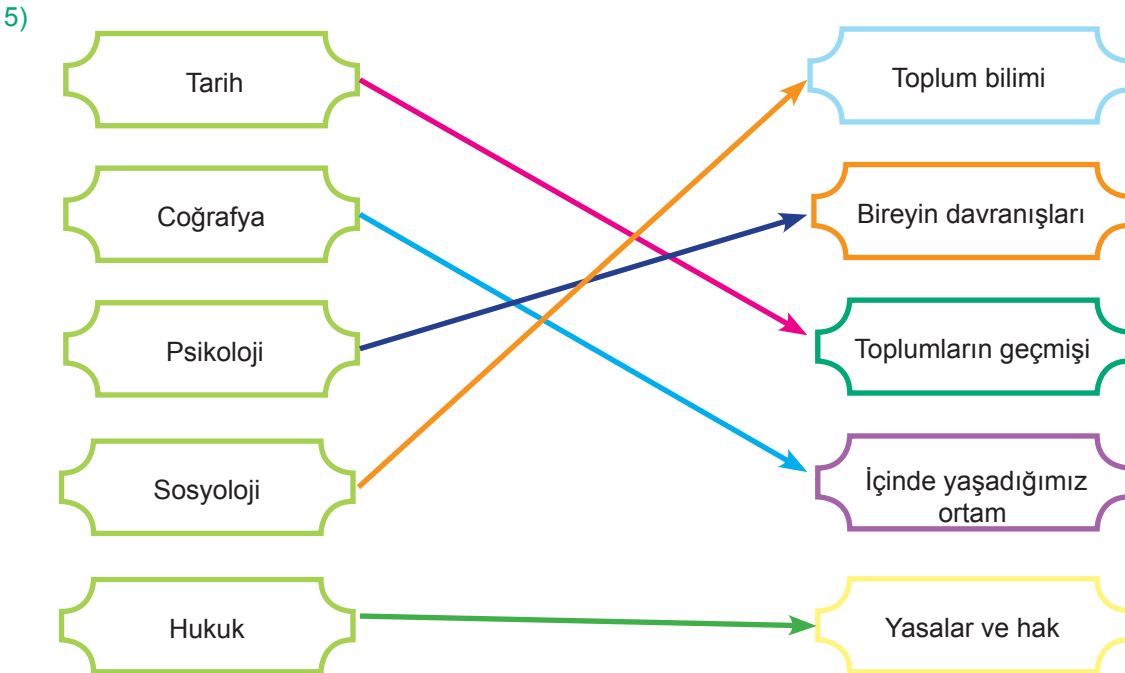 5)
Tarih
Toplum bilimi
Coğrafya
Bireyin davranışları
Psikoloji
Toplumların geçmişi
Sosyoloji
İçinde yaşadığımız
ortam
Hukuk
Yasalar ve hak